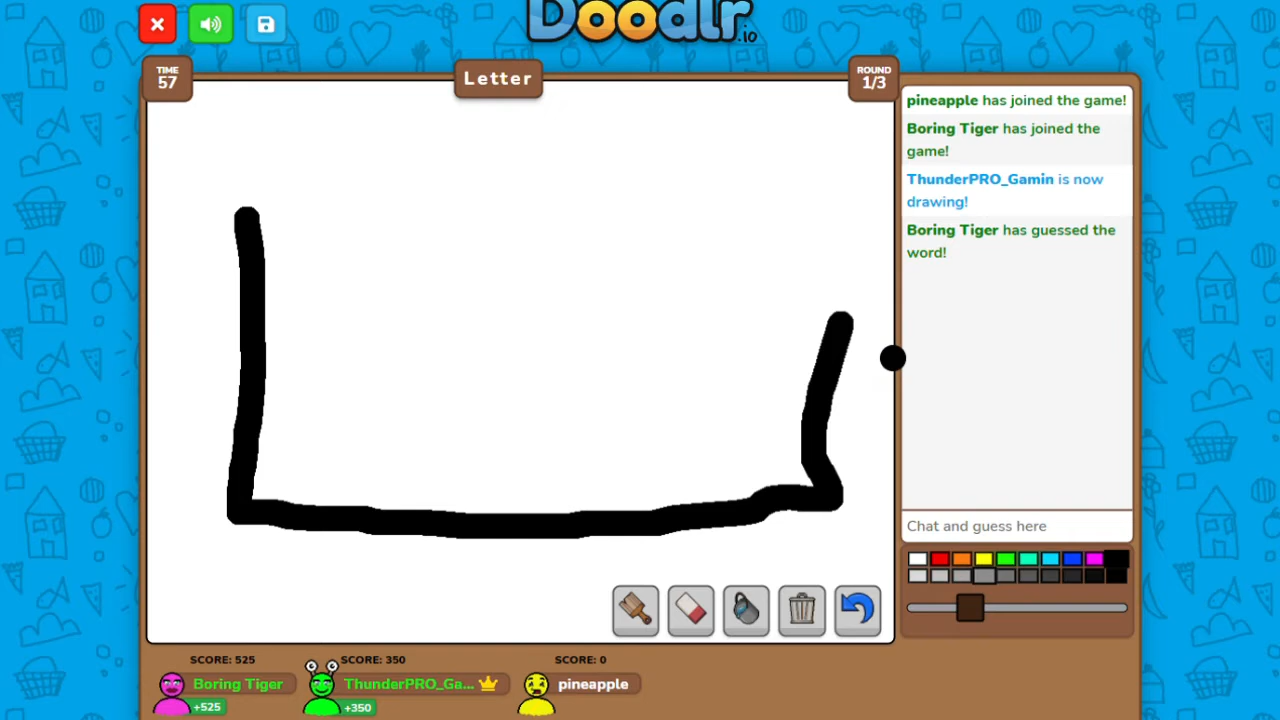 Doodlr.io
TIME
57
Letter
ROUND
1/3
pineapple has joined the game!
Boring Tiger has joined the
game!
ThunderPRO_Gamin is now
drawing!
Boring Tiger has guessed the
word!
Chat and guess here
SCORE: 525
Boring Tiger
+525
SCORE: 350
ThunderPRO_Ga...
+350
SCORE: 0
pineapple